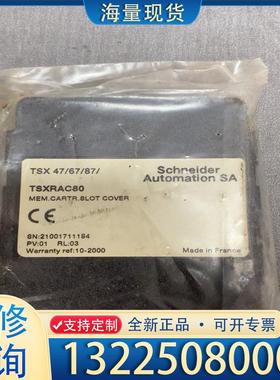 海量现货
TSX 47/67/87/
Schneider
Automation SA
TSXRAC80
MEM.CARTR.SLOT COVER
CE
SN:21001711184
PV:01 RL:03
Warranty ref:10-2000
Made in France
修
询
支持定制 全新正品 可开专票
1322508000